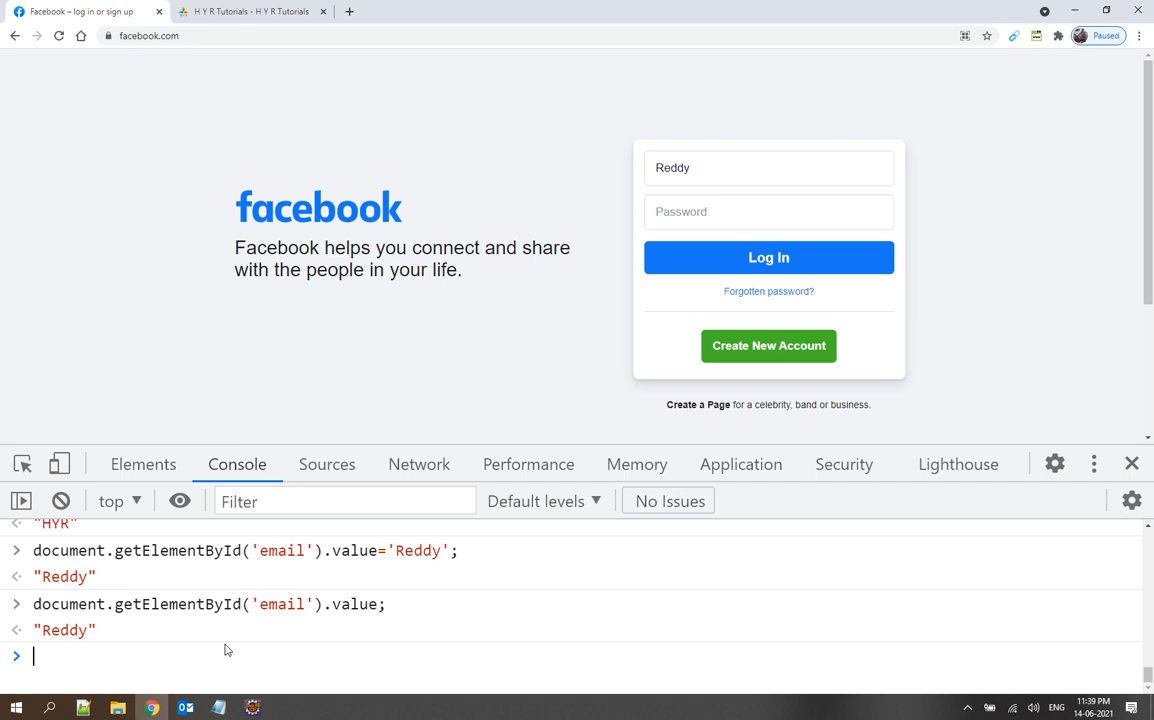 Facebook – log in or sign up
H Y R Tutorials - H Y R Tutorials
facebook.com
Paused
facebook
Facebook helps you connect and share
with the people in your life.
Reddy
Password
Log In
Forgotten password?
Create New Account
Create a Page for a celebrity, band or business.
Elements Console Sources Network Performance Memory Application Security Lighthouse
top Filter Default levels No Issues
"HYR"
document.getElementById('email').value='Reddy';
"Reddy"
document.getElementById('email').value;
"Reddy"
ENG
11:39 PM
14-06-2021